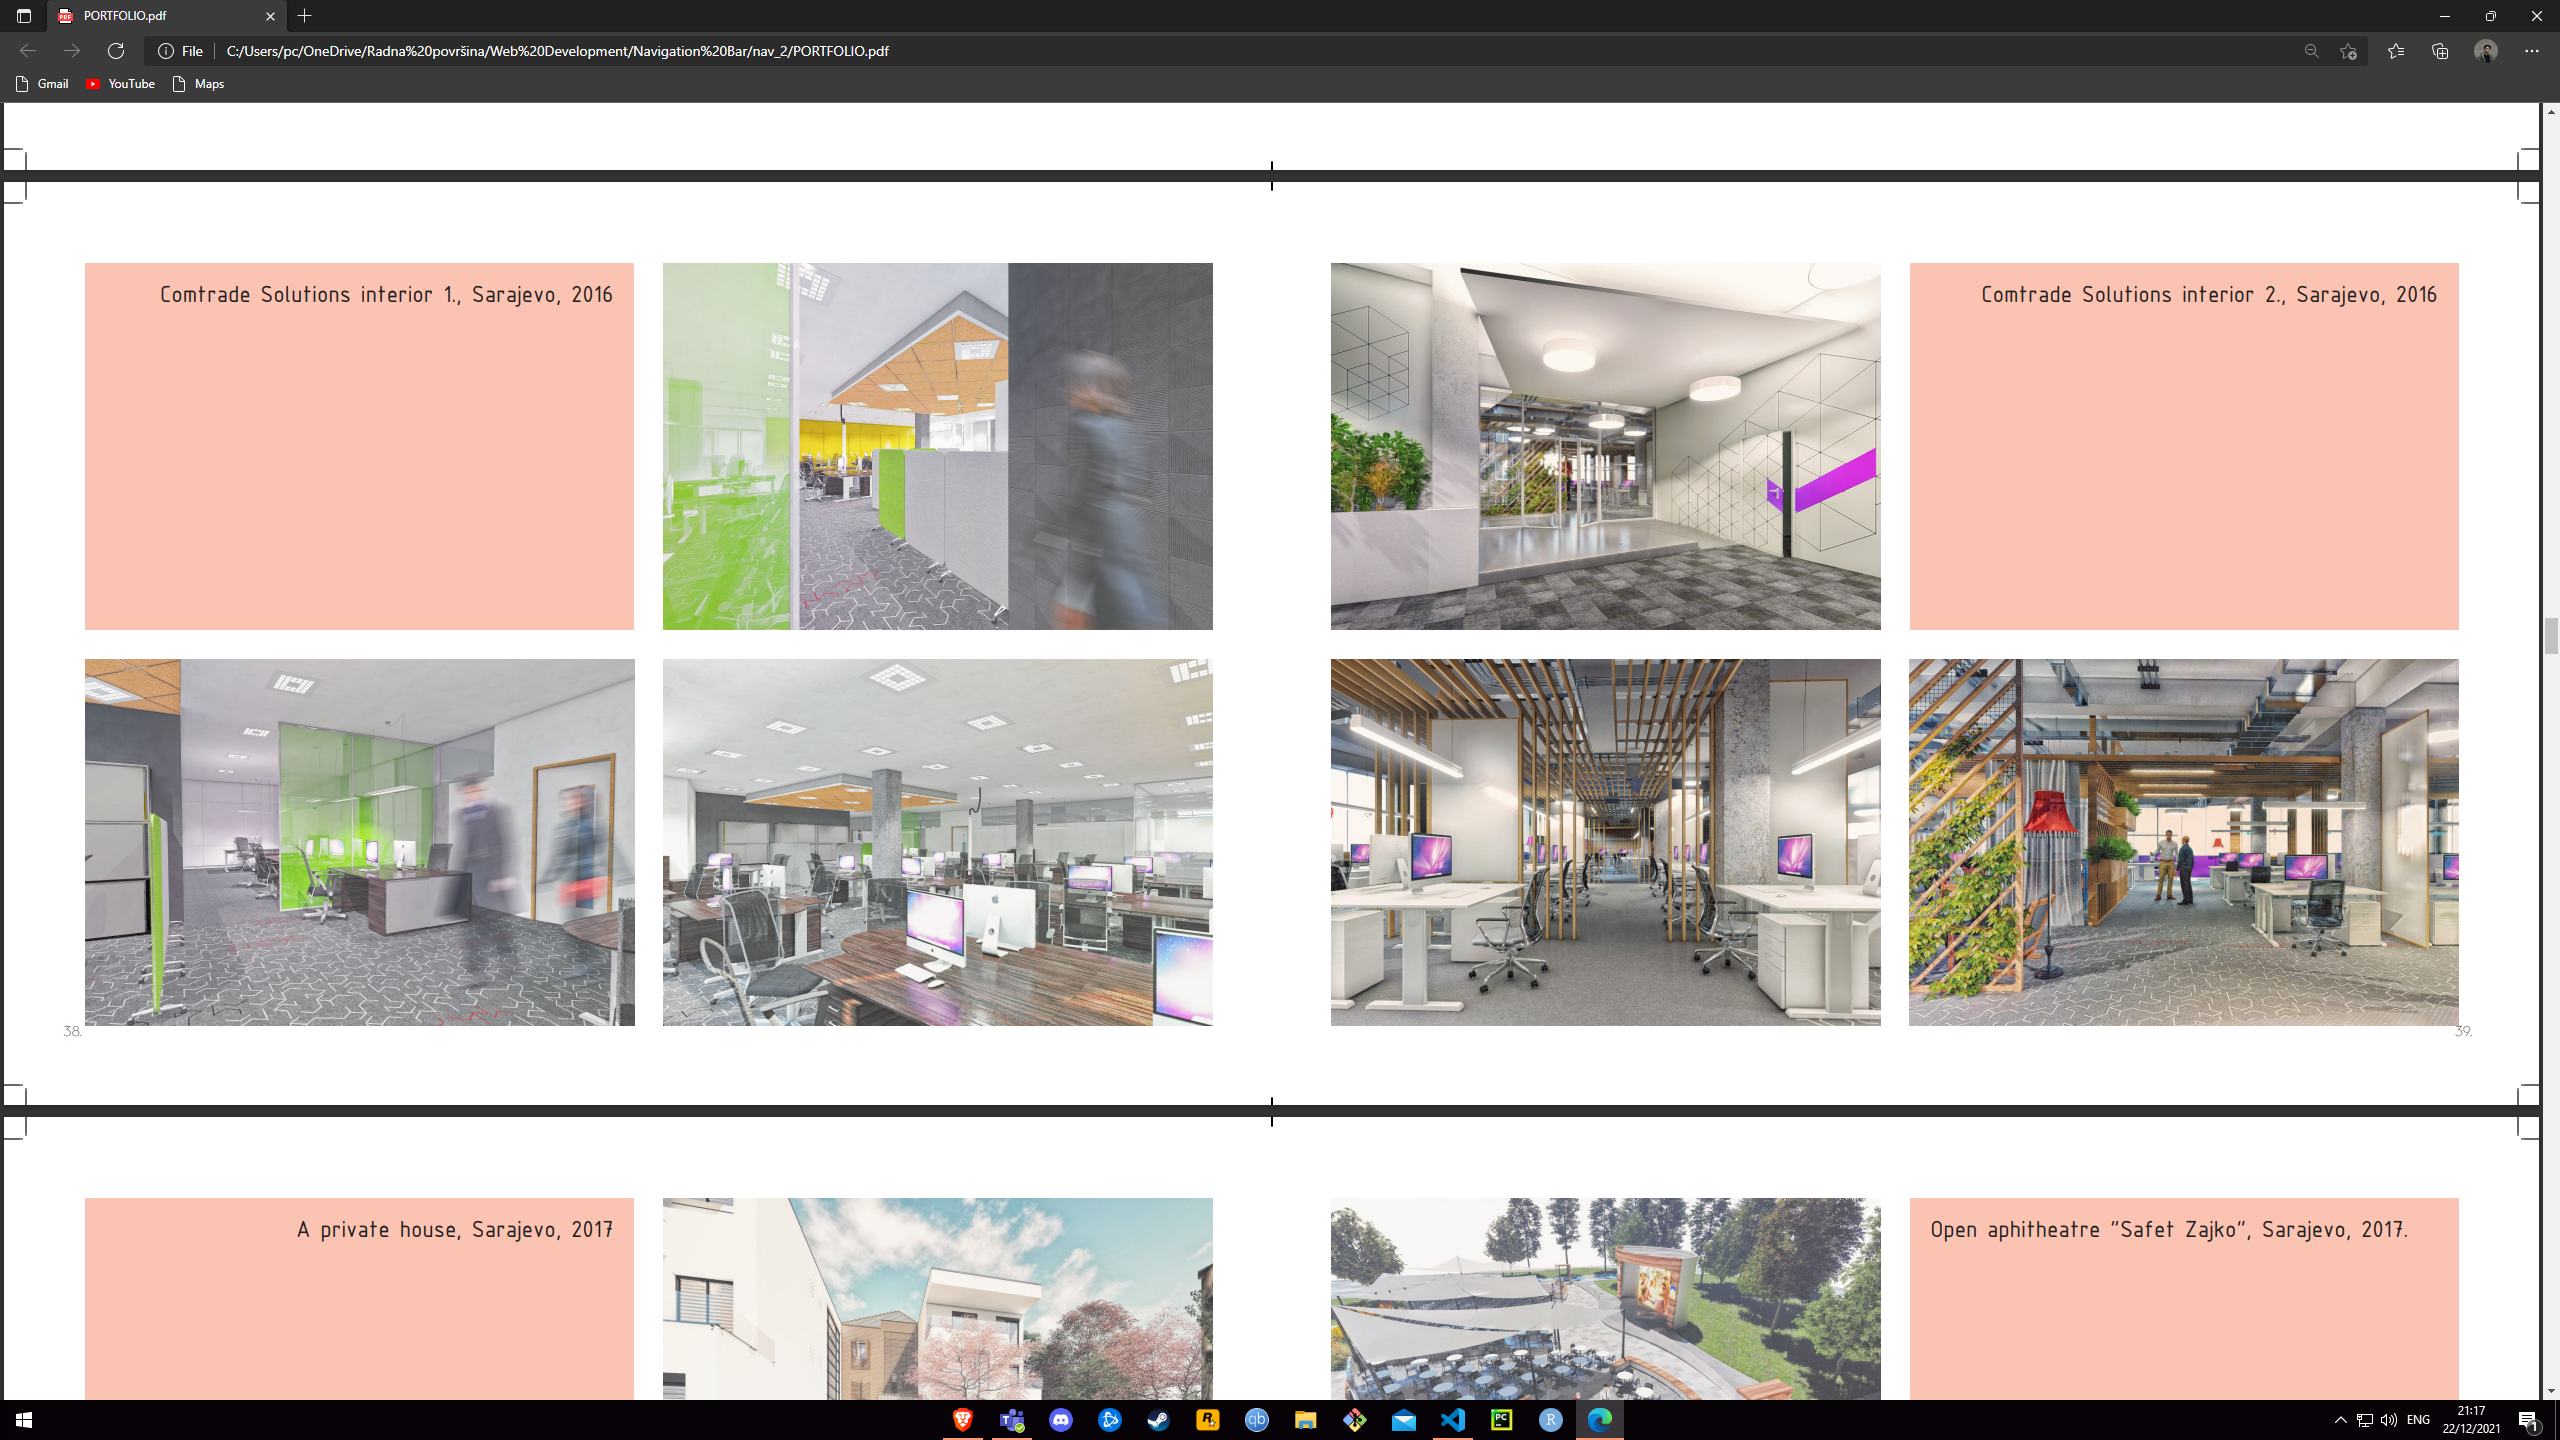 PORTFOLIO.pdf
File
C:/Users/pc/OneDrive/Radna%20površina/Web%20Development/Navigation%20Bar/nav_2/PORTFOLIO.pdf
Gmail
YouTube
Maps
Comtrade Solutions interior 1., Sarajevo, 2016
Comtrade Solutions interior 2., Sarajevo, 2016
38.
39.
A private house, Sarajevo, 2017
Open aphitheatre "Safet Zajko", Sarajevo, 2017.
ENG
21:17
22/12/2021
1